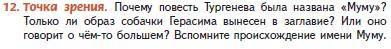 12. Точка зрения. Почему повесть Тургенева была названа «Муму»?
Только ли образ собачки Герасима вынесен в заглавие? Или оно
говорит о чём-то большем? Вспомните происхождение имени Муму.